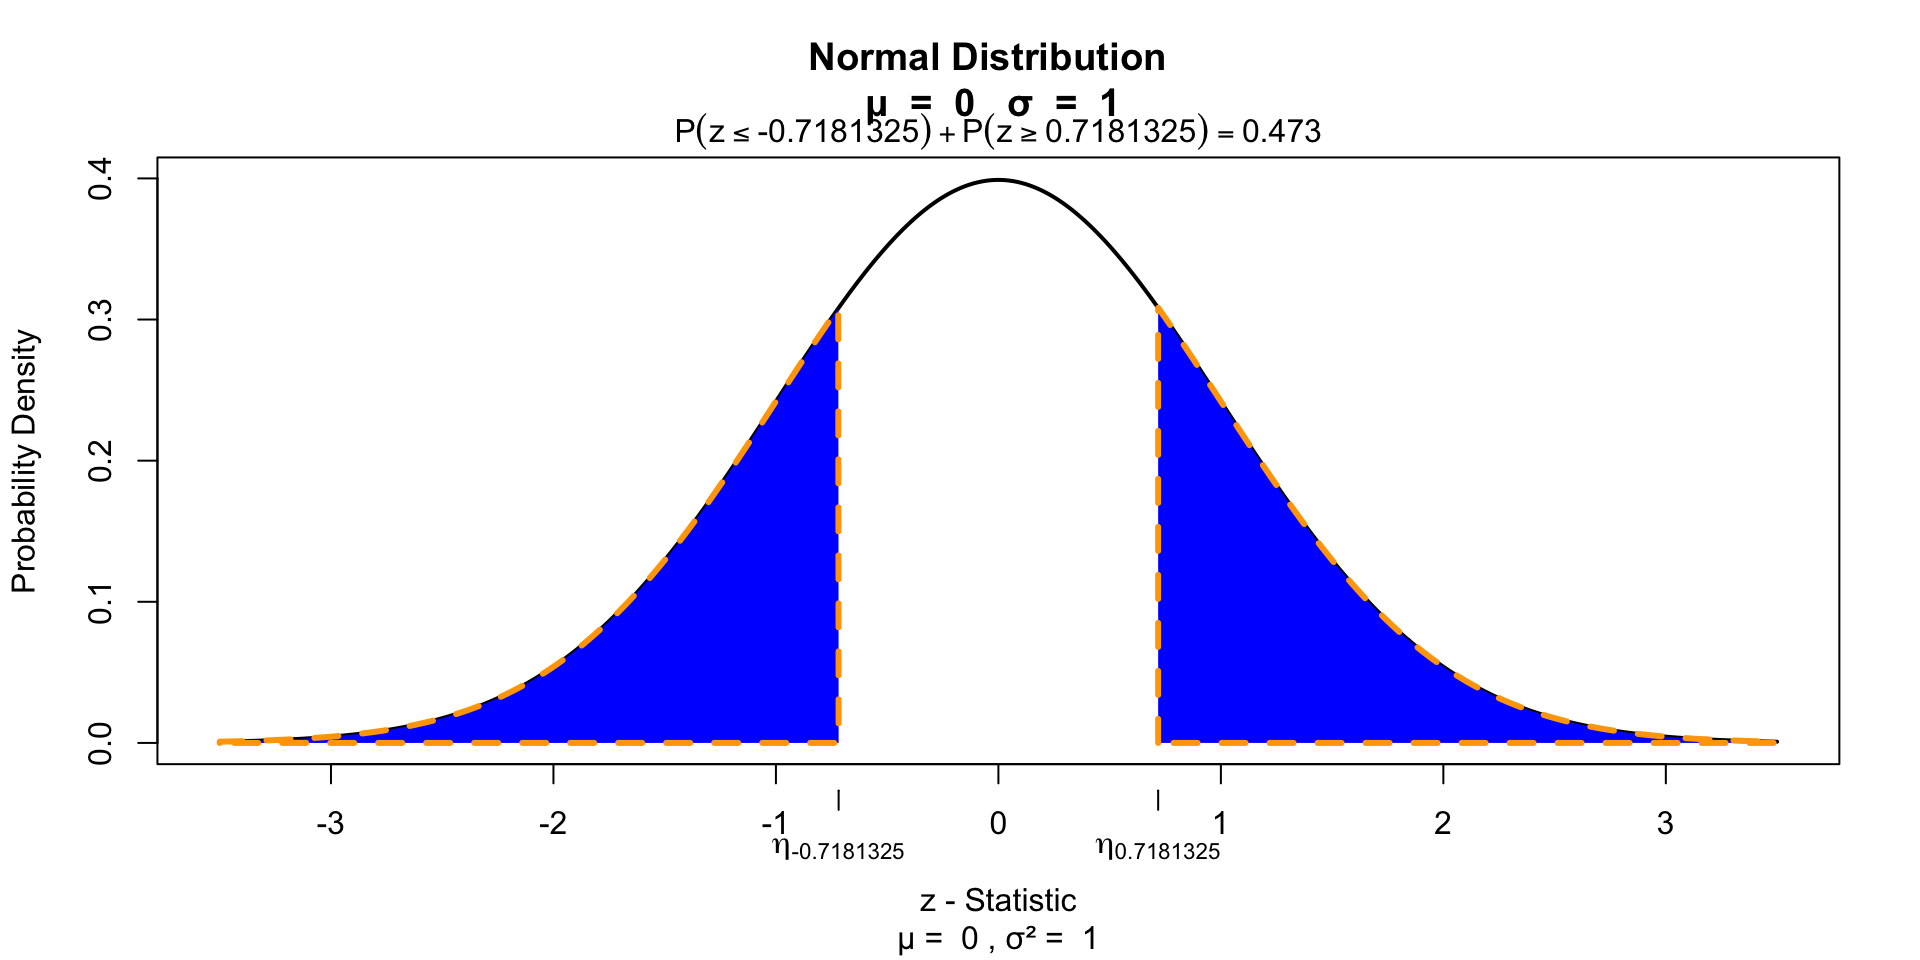 Normal Distribution
μ = 0 σ = 1
P(z ≤ -0.7181325) + P(z ≥ 0.7181325) = 0.473
Probability Density
0.4
0.3
0.2
0.1
0.0
-3 -2 -1 0 1 2 3
η-0.7181325 η0.7181325
z - Statistic
μ = 0 , σ² = 1